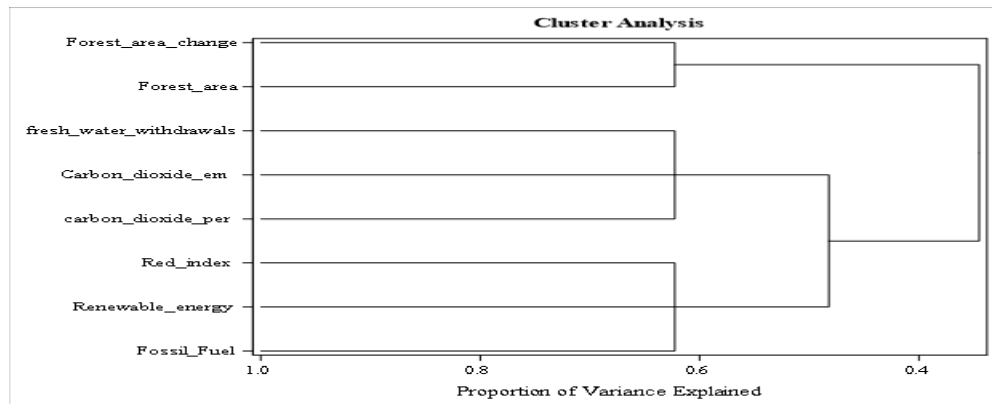 Cluster Analysis
Forest_area_change
Forest_area
fresh_water_withdrawals
Carbon_dioxide_em
carbon_dioxide_per
Red_index
Renewable_energy
Fossil_Fuel
1.0 0.8 0.6 0.4
Proportion of Variance Explained